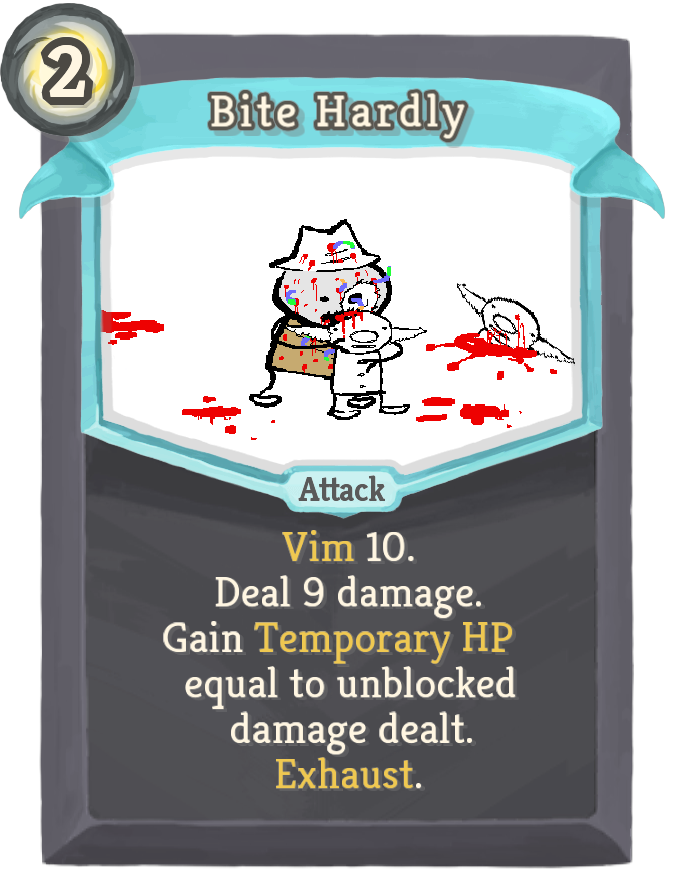 2
Bite Hardly
Attack
Vim 10.
Deal 9 damage.
Gain Temporary HP
equal to unblocked
damage dealt.
Exhaust.